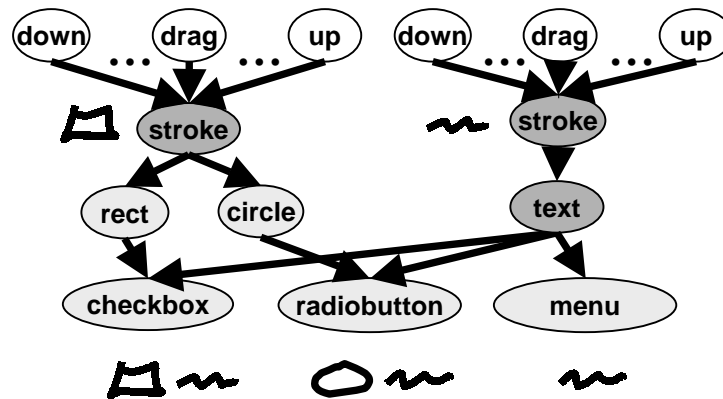 down ... drag ... up down ... drag ... up
stroke stroke
rect circle text
checkbox radiobutton menu